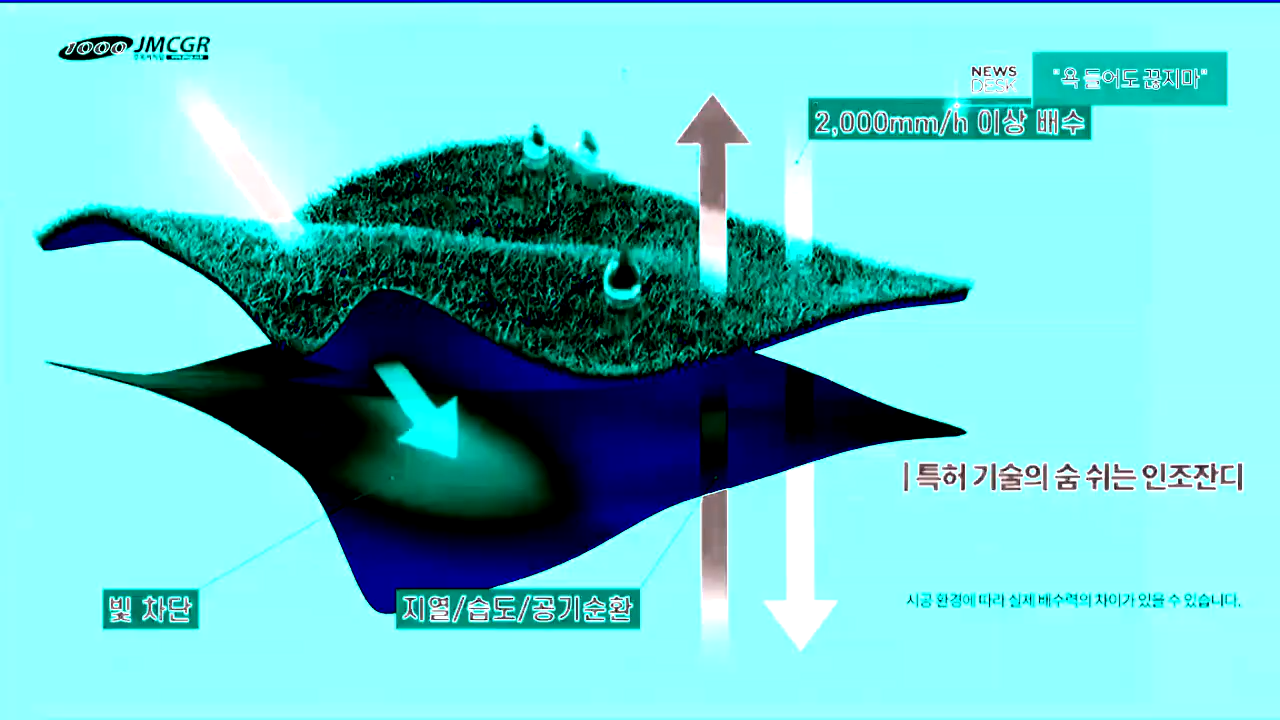 1000 JMCGR
NEWS
DESK
"욕 들어도 끊지마"
2,000mm/h 이상 배수
| 특허 기술의 숨 쉬는 인조잔디
빛 차단
지열/습도/공기순환
시공 환경에 따라 실제 배수력의 차이가 있을 수 있습니다.